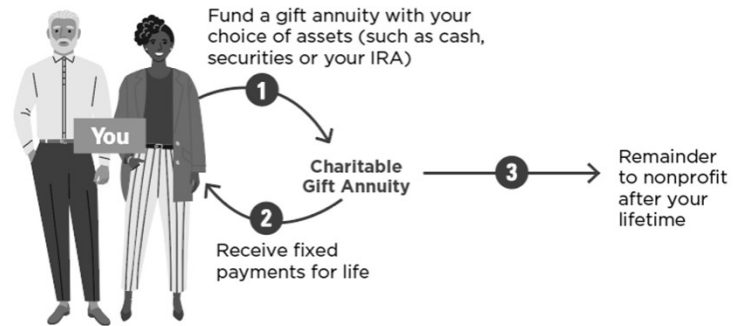 Fund a gift annuity with your
choice of assets (such as cash,
securities or your IRA)
1
You
Charitable
Gift Annuity
3
Remainder
to nonprofit
after your
lifetime
2
Receive fixed
payments for life